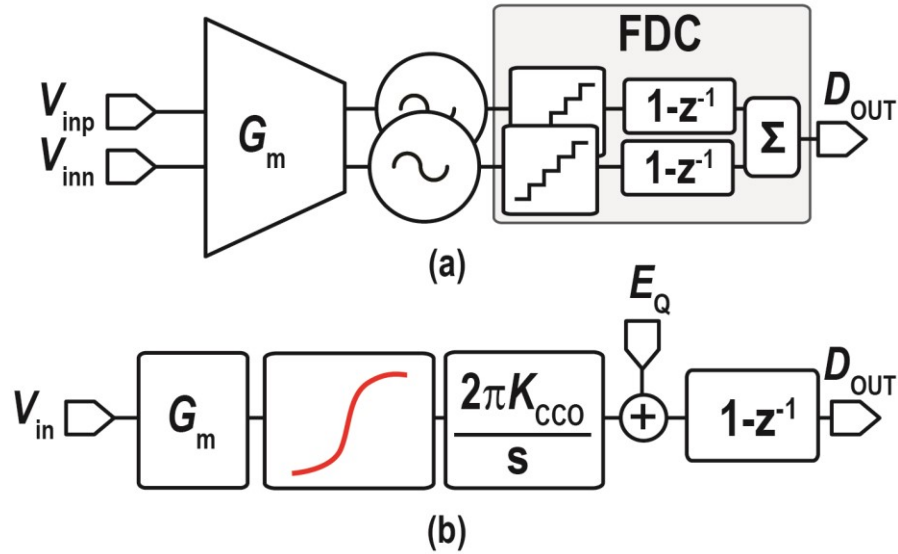 FDC
V_inp
V_inn
G_m
1-z^-1
1-z^-1
Σ
D_OUT
(a)
E_Q
V_in
G_m
2πK_CCO
s
+
1-z^-1
D_OUT
(b)